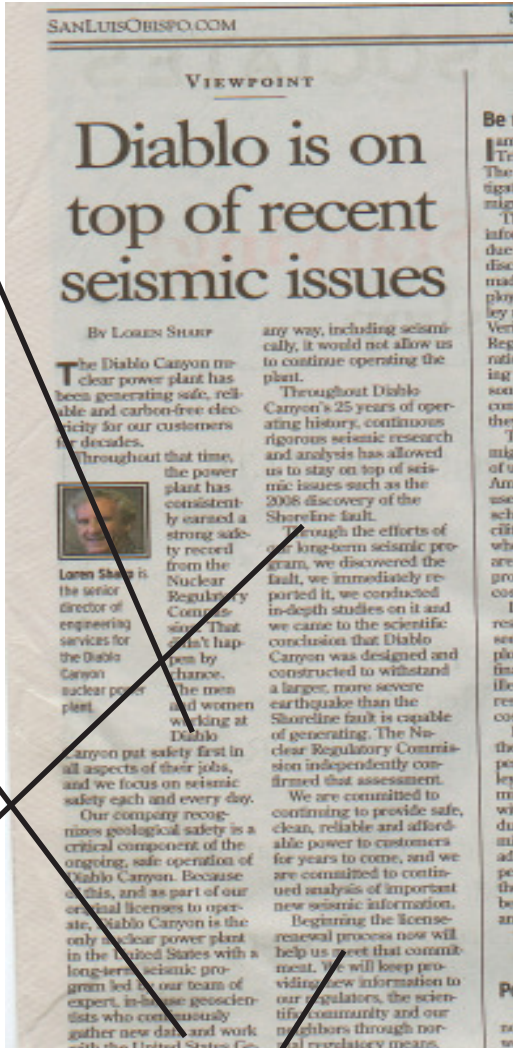 SANLUISOBISPO.COM
VIEWPOINT
Diablo is on
top of recent
seismic issues
BY LOREN SHARP
The Diablo Canyon nu-
clear power plant has
been generating safe, reli-
able and carbon-free elec-
tricity for our customers
for decades.
Throughout that time,
the power
plant has
consistent-
ly earned a
strong safe-
ty record
from the
Nuclear
Regulatory
Commis-
sion. That
didn't hap-
pen by
chance.
The men
and women
working at
Diablo
Canyon put safety first in
all aspects of their jobs,
and we focus on seismic
safety each and every day.
Our company recog-
nizes geological safety is a
critical component of the
ongoing, safe operation of
Diablo Canyon. Because
of this, and as part of our
original licenses to oper-
ate, Diablo Canyon is the
only nuclear power plant
in the United States with a
long-term seismic pro-
gram led by our team of
expert, in-house geoscien-
tists who continuously
gather new data and work
with the United States Ge-
Loren Sharp is
the senior
director of
engineering
services for
the Diablo
Canyon
nuclear power
plant.
any way, including seismi-
cally, it would not allow us
to continue operating the
plant.
Throughout Diablo
Canyon's 25 years of oper-
ating history, continuous
rigorous seismic research
and analysis has allowed
us to stay on top of seis-
mic issues such as the
2008 discovery of the
Shoreline fault.
Through the efforts of
our long-term seismic pro-
gram, we discovered the
fault, we immediately re-
ported it, we conducted
in-depth studies on it and
we came to the scientific
conclusion that Diablo
Canyon was designed and
constructed to withstand
a larger, more severe
earthquake than the
Shoreline fault is capable
of generating. The Nu-
clear Regulatory Commis-
sion independently con-
firmed that assessment.
We are committed to
continuing to provide safe,
clean, reliable and afford-
able power to customers
for years to come, and we
are committed to contin-
ued analysis of important
new seismic information.
Beginning the license-
renewal process now will
help us meet that commit-
ment. We will keep pro-
viding new information to
our regulators, the scien-
tific community and our
neighbors through nor-
mal regulatory means,
Be